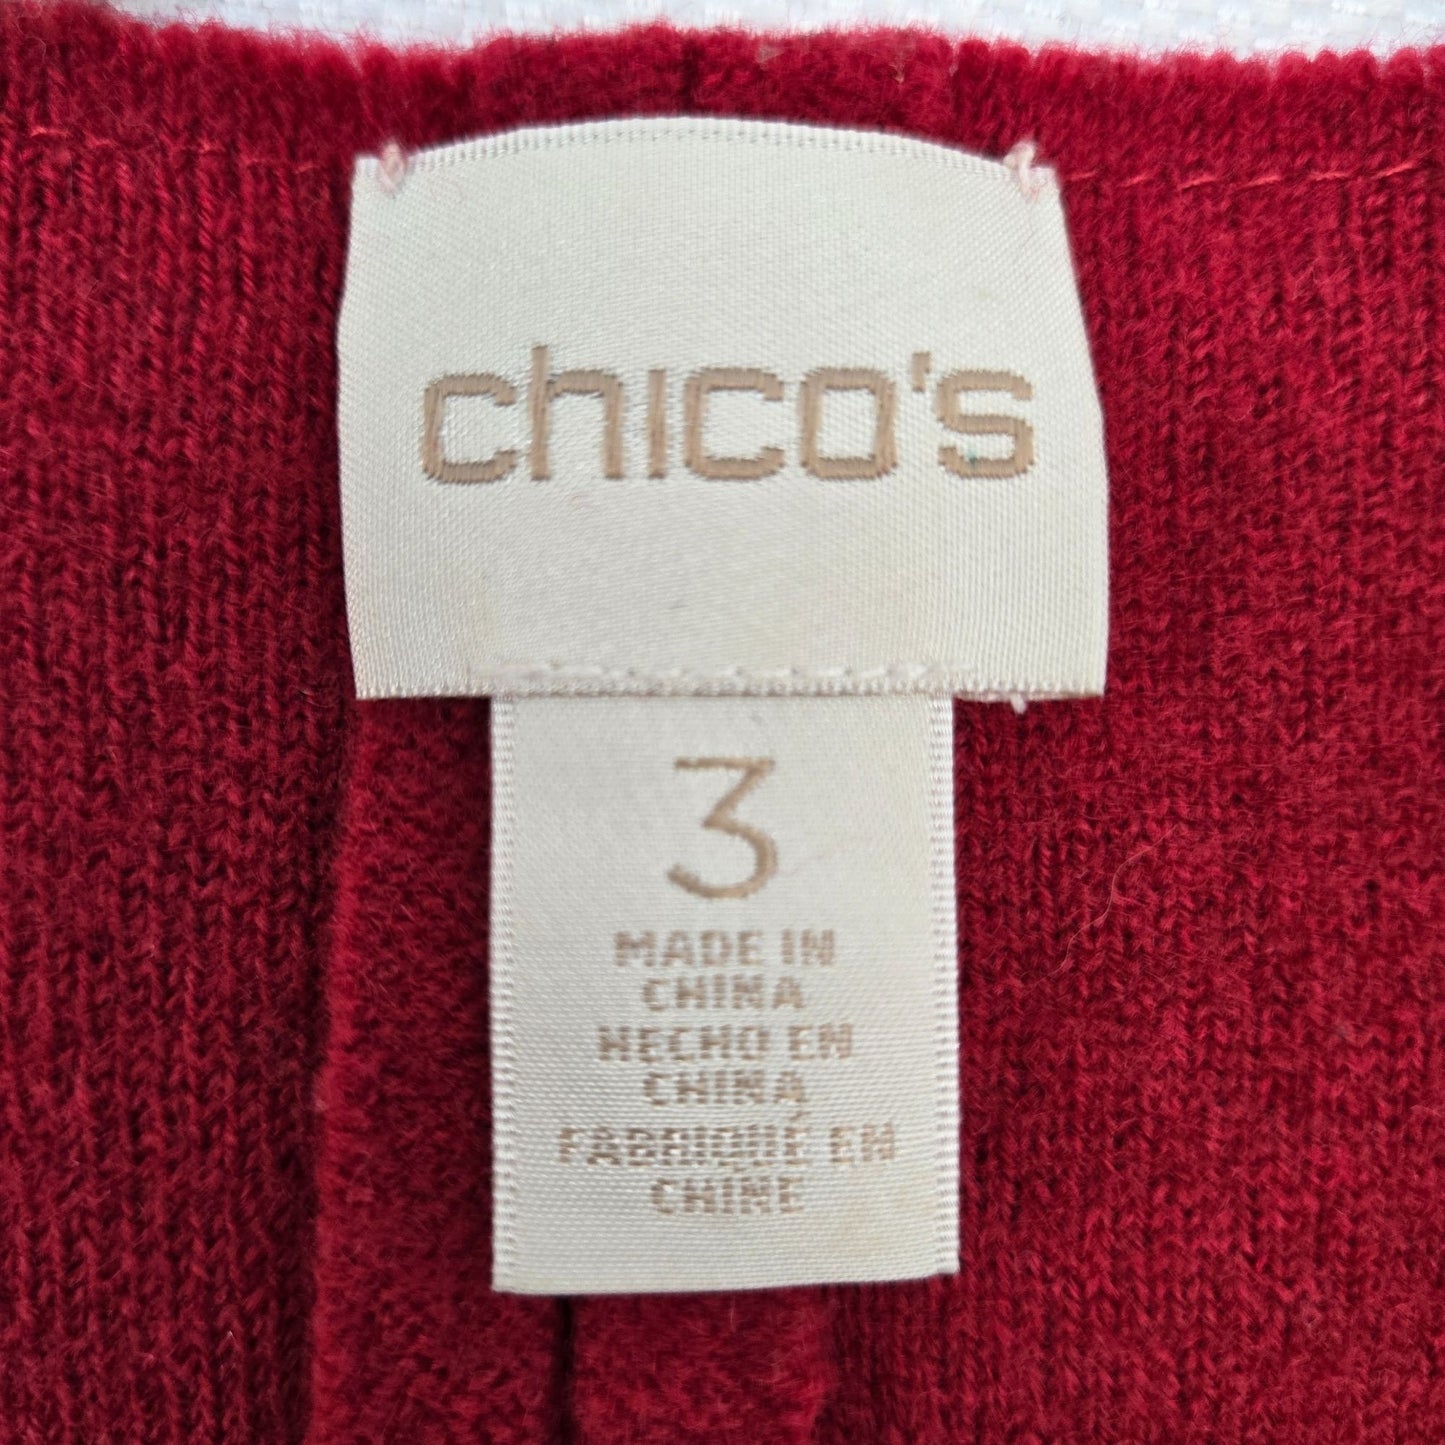 chico's
3
MADE IN
CHINA
HECHO EN
CHINA
FABRIQUÉ EN
CHINE